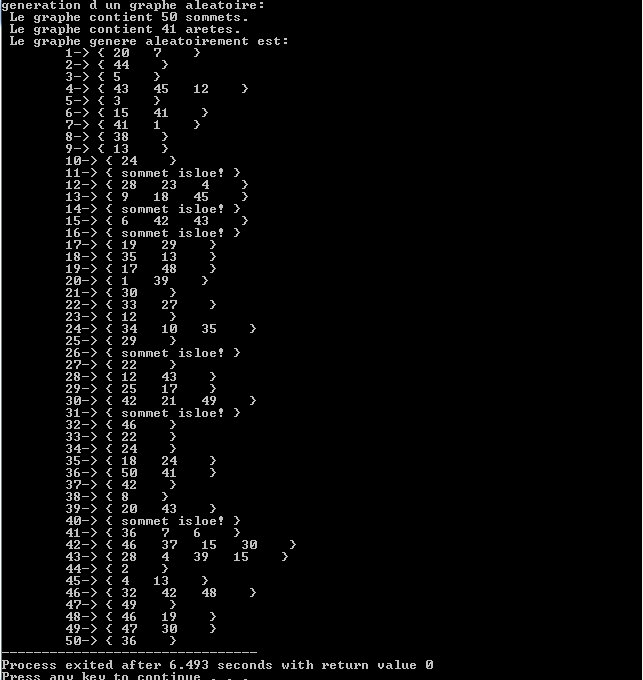 generation d un graphe aleatoire:
Le graphe contient 50 sommets.
Le graphe contient 41 aretes.
Le graphe genere aleatoirement est:
1-> { 20 7 }
2-> { 44 }
3-> { 5 }
4-> { 43 45 12 }
5-> { 3 }
6-> { 15 41 }
7-> { 41 1 }
8-> { 38 }
9-> { 13 }
10-> { 24 }
11-> { sommet isloe! }
12-> { 28 23 4 }
13-> { 9 18 45 }
14-> { sommet isloe! }
15-> { 6 42 43 }
16-> { sommet isloe! }
17-> { 19 29 }
18-> { 35 13 }
19-> { 17 48 }
20-> { 1 39 }
21-> { 30 }
22-> { 33 27 }
23-> { 12 }
24-> { 34 10 35 }
25-> { 29 }
26-> { sommet isloe! }
27-> { 22 }
28-> { 12 43 }
29-> { 25 17 }
30-> { 42 21 49 }
31-> { sommet isloe! }
32-> { 46 }
33-> { 22 }
34-> { 24 }
35-> { 18 24 }
36-> { 50 41 }
37-> { 42 }
38-> { 8 }
39-> { 20 43 }
40-> { sommet isloe! }
41-> { 36 7 6 }
42-> { 46 37 15 30 }
43-> { 28 4 39 15 }
44-> { 2 }
45-> { 4 13 }
46-> { 32 42 48 }
47-> { 49 }
48-> { 46 19 }
49-> { 47 30 }
50-> { 36 }
--------------------------------
Process exited after 6.493 seconds with return value 0
Press any key to continue . . .